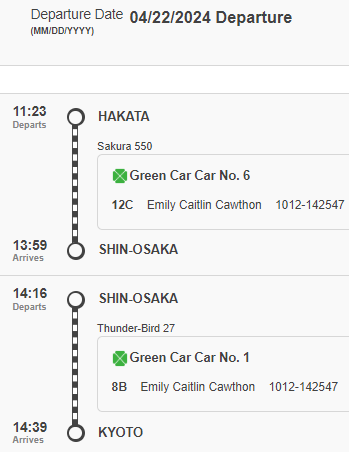 Departure Date 04/22/2024 Departure
(MM/DD/YYYY)
11:23 HAKATA
Departs
Sakura 550
Green Car Car No. 6
12C Emily Caitlin Cawthon 1012-142547
13:59 SHIN-OSAKA
Arrives
14:16 SHIN-OSAKA
Departs
Thunder-Bird 27
Green Car Car No. 1
8B Emily Caitlin Cawthon 1012-142547
14:39 KYOTO
Arrives